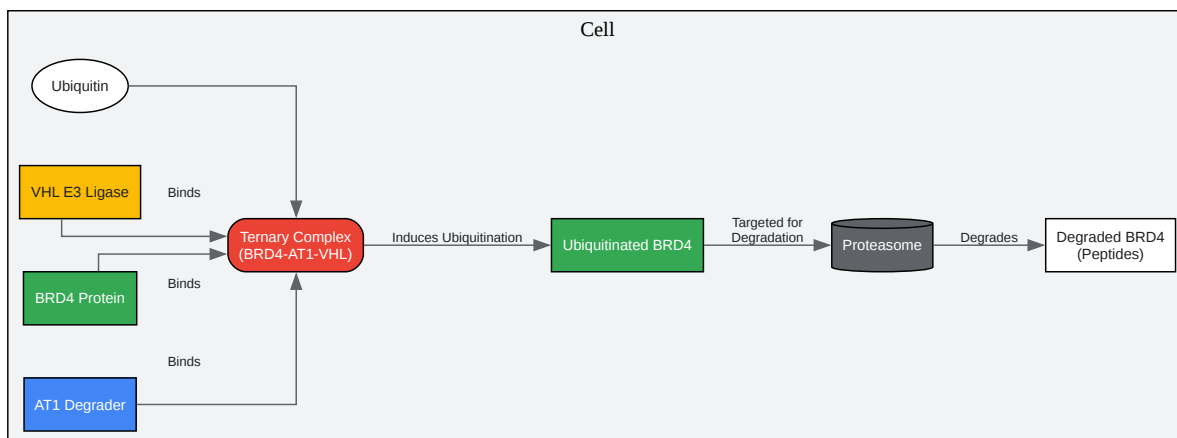 Cell
Ubiquitin
VHL E3 Ligase
Binds
BRD4 Protein
Binds
AT1 Degrader
Binds
Ternary Complex
(BRD4-AT1-VHL)
Induces Ubiquitination
Ubiquitinated BRD4
Targeted for
Degradation
Proteasome
Degrades
Degraded BRD4
(Peptides)